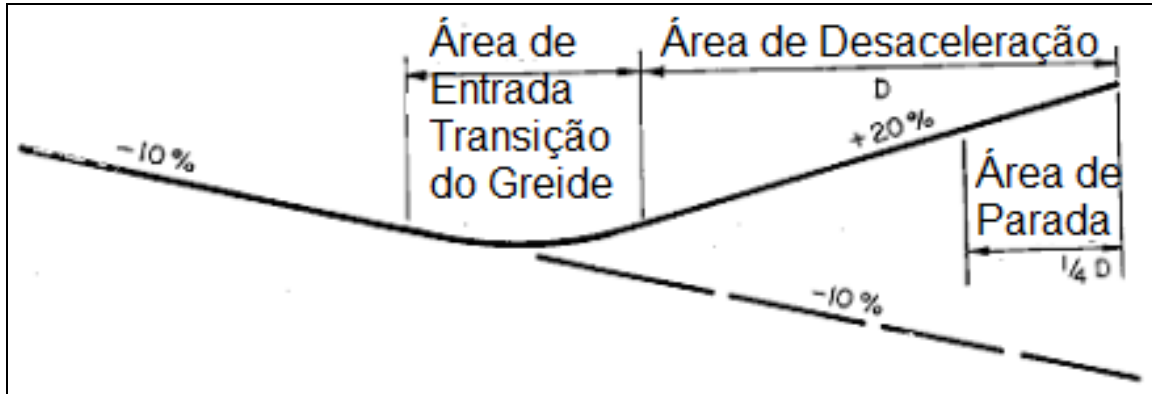 Área de
Entrada
Transição
do Greide
Área de Desaceleração
D
-10%
+20%
Área de
Parada
1/4 D
-10%